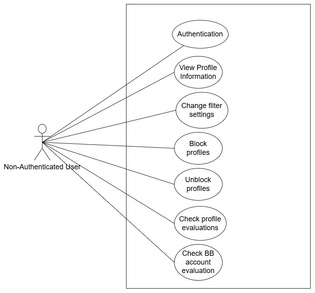 Authentication
View Profile
Information
Change filter
settings
Block
profiles
Non-Authenticated User
Unblock
profiles
Check profile
evaluations
Check BB
account
evaluation